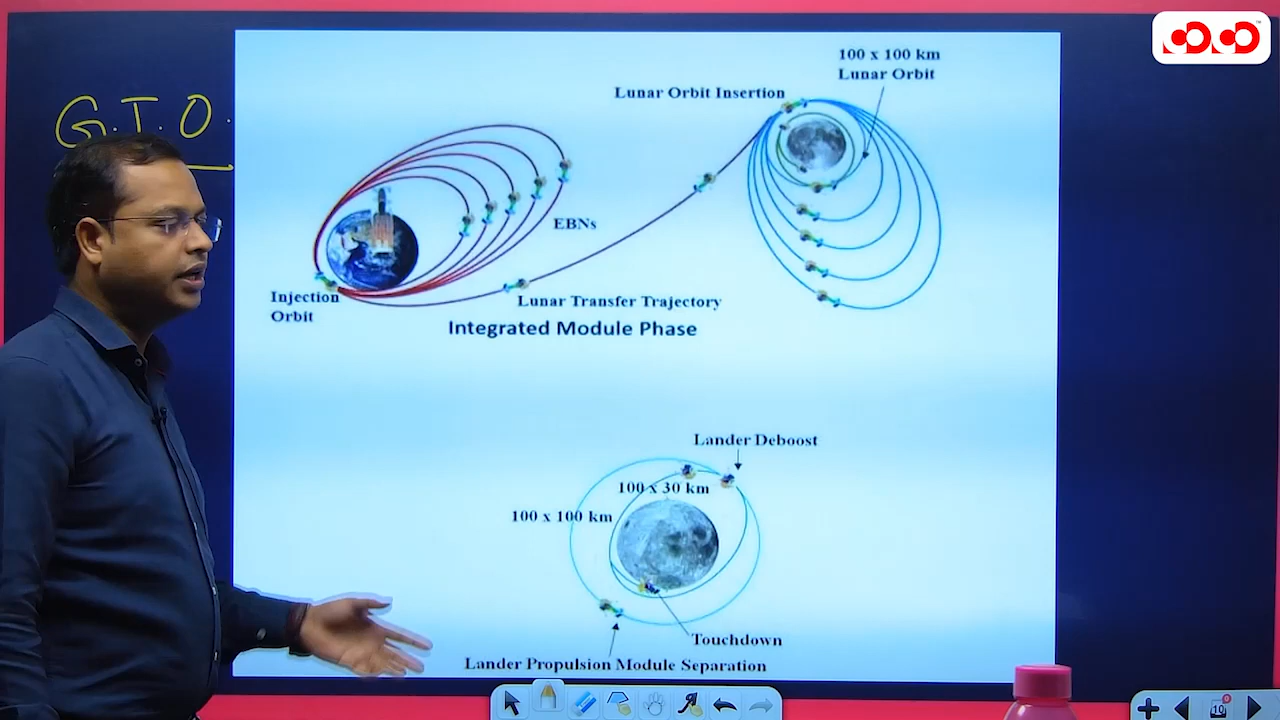 G.T.O.
100 x 100 km
Lunar Orbit
Lunar Orbit Insertion
EBNs
Injection
Orbit
Lunar Transfer Trajectory
Integrated Module Phase
Lander Deboost
100 x 30 km
100 x 100 km
Touchdown
Lander Propulsion Module Separation
10